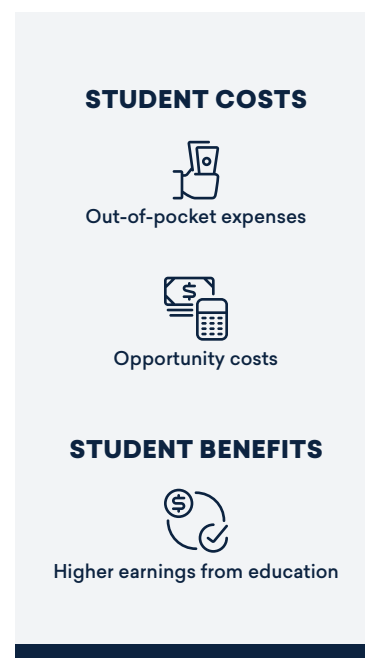 STUDENT COSTS
Out-of-pocket expenses
$
Opportunity costs
STUDENT BENEFITS
$
Higher earnings from education